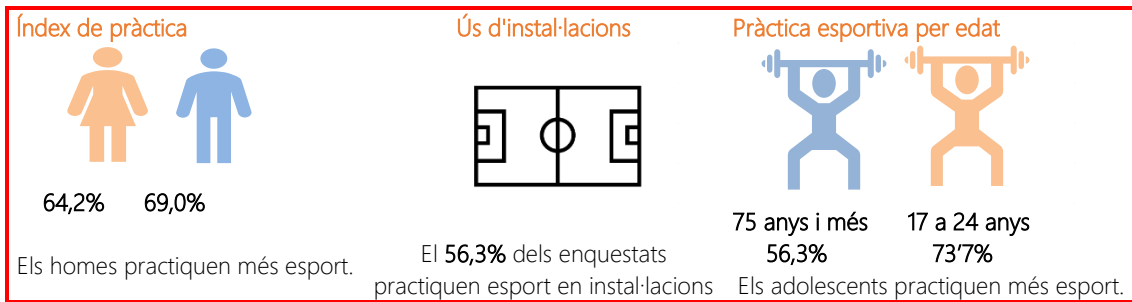 Índex de pràctica
64,2% 69,0%
Els homes practiquen més esport.
Ús d'instal·lacions
El 56,3% dels enquestats
practiquen esport en instal·lacions
Pràctica esportiva per edat
75 anys i més 17 a 24 anys
56,3% 73’7%
Els adolescents practiquen més esport.